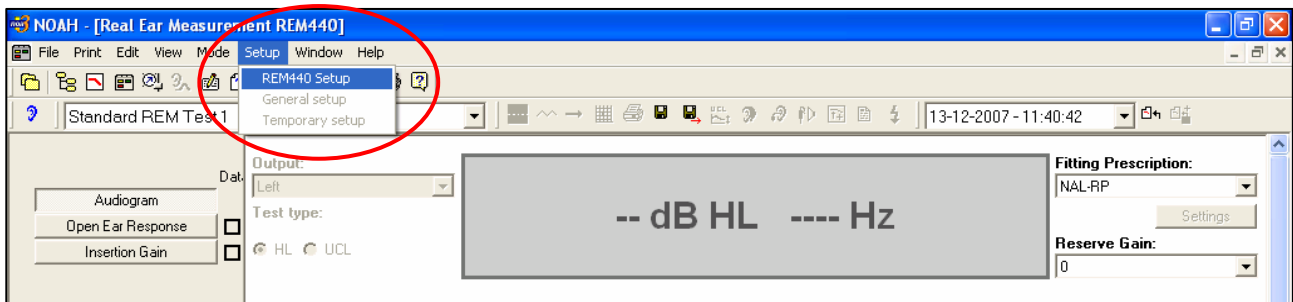 NOAH - [Real Ear Measurement REM440]
File Print Edit View Mode Setup Window Help
REM440 Setup
General setup
Temporary setup
Standard REM Test1
13-12-2007 - 11:40:42
Audiogram
Open Ear Response
Insertion Gain
Output:
Left
Test type:
HL UCL
-- dB HL ---- Hz
Fitting Prescription:
NAL-RP
Settings
Reserve Gain:
0